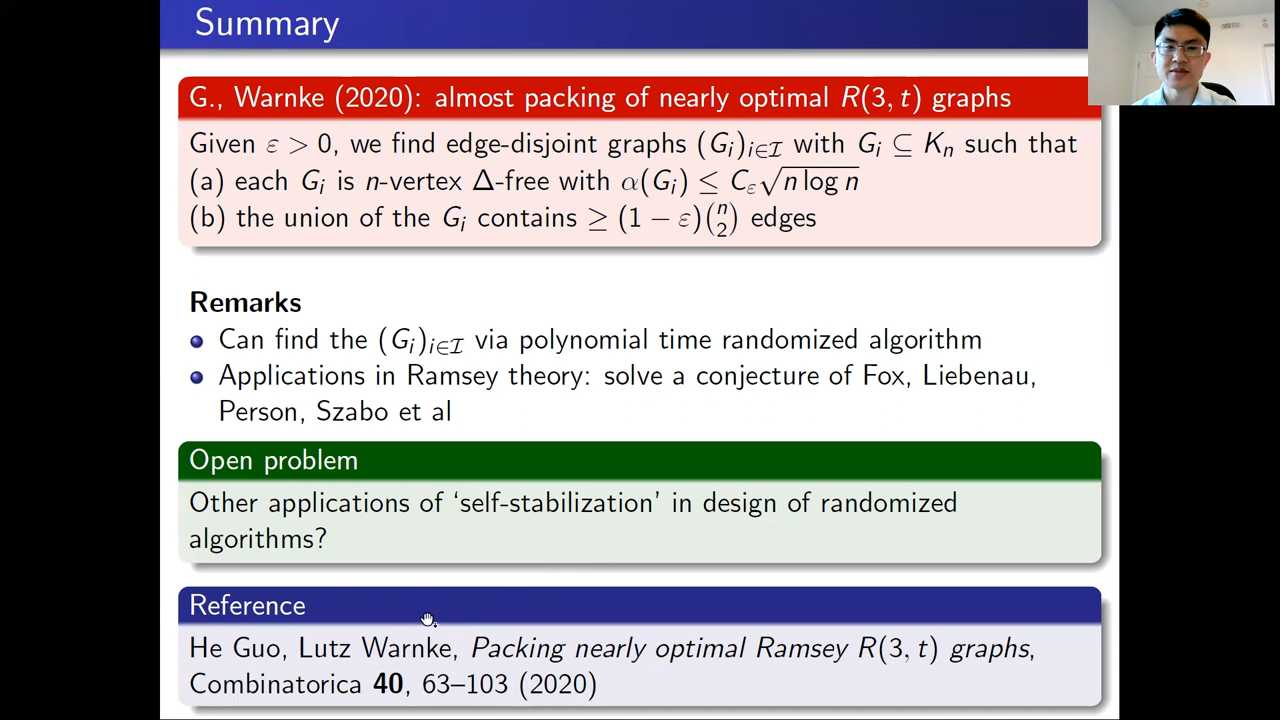 Summary
G., Warnke (2020): almost packing of nearly optimal R(3, t) graphs
Given ε > 0, we find edge-disjoint graphs (G_i)_{i∈I} with G_i ⊆ K_n such that
(a) each G_i is n-vertex Δ-free with α(G_i) ≤ C_ε√(n log n)
(b) the union of the G_i contains ≥ (1 − ε)(n 2) edges
Remarks
Can find the (G_i)_{i∈I} via polynomial time randomized algorithm
Applications in Ramsey theory: solve a conjecture of Fox, Liebenau,
Person, Szabo et al
Open problem
Other applications of ‘self-stabilization’ in design of randomized
algorithms?
Reference
He Guo, Lutz Warnke, Packing nearly optimal Ramsey R(3, t) graphs,
Combinatorica 40, 63–103 (2020)